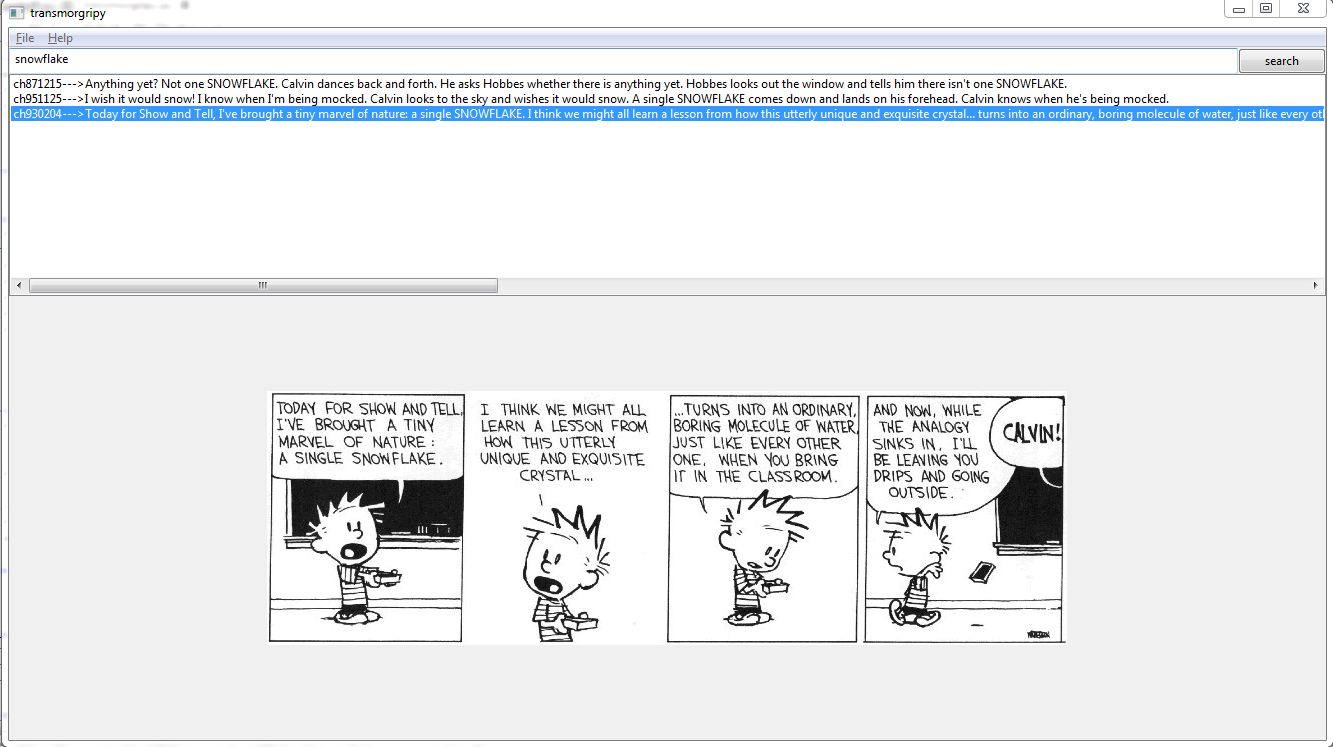 transmorgripy
File Help
snowflake
search
ch871215--->Anything yet? Not one SNOWFLAKE. Calvin dances back and forth. He asks Hobbes whether there is anything yet. Hobbes looks out the window and tells him there isn't one SNOWFLAKE.
ch951125--->I wish it would snow! I know when I'm being mocked. Calvin looks to the sky and wishes it would snow. A single SNOWFLAKE comes down and lands on his forehead. Calvin knows when he's being mocked.
ch930204--->Today for Show and Tell, I've brought a tiny marvel of nature: a single SNOWFLAKE. I think we might all learn a lesson from how this utterly unique and exquisite crystal... turns into an ordinary, boring molecule of water, just like every otl
TODAY FOR SHOW AND TELL,
I'VE BROUGHT A TINY
MARVEL OF NATURE:
A SINGLE SNOWFLAKE.
I THINK WE MIGHT ALL
LEARN A LESSON FROM
HOW THIS UTTERLY
UNIQUE AND EXQUISITE
CRYSTAL...
...TURNS INTO AN ORDINARY,
BORING MOLECULE OF WATER,
JUST LIKE EVERY OTHER
ONE, WHEN YOU BRING
IT IN THE CLASSROOM.
AND NOW, WHILE
THE ANALOGY
SINKS IN, I'LL
BE LEAVING YOU
DRIPS AND GOING
OUTSIDE.
CALVIN!